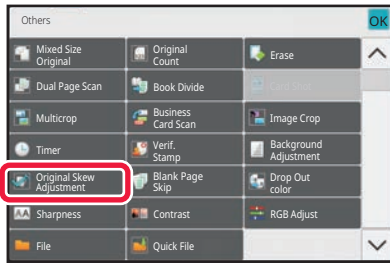 Others
OK
Mixed Size
Original
Original
Count
Erase
Dual Page Scan
Book Divide
Card Shot
Multicrop
Business
Card Scan
Image Crop
Timer
Verif.
Stamp
Background
Adjustment
Original Skew
Adjustment
Blank Page
Skip
Drop Out
color
Sharpness
Contrast
RGB Adjust
File
Quick File